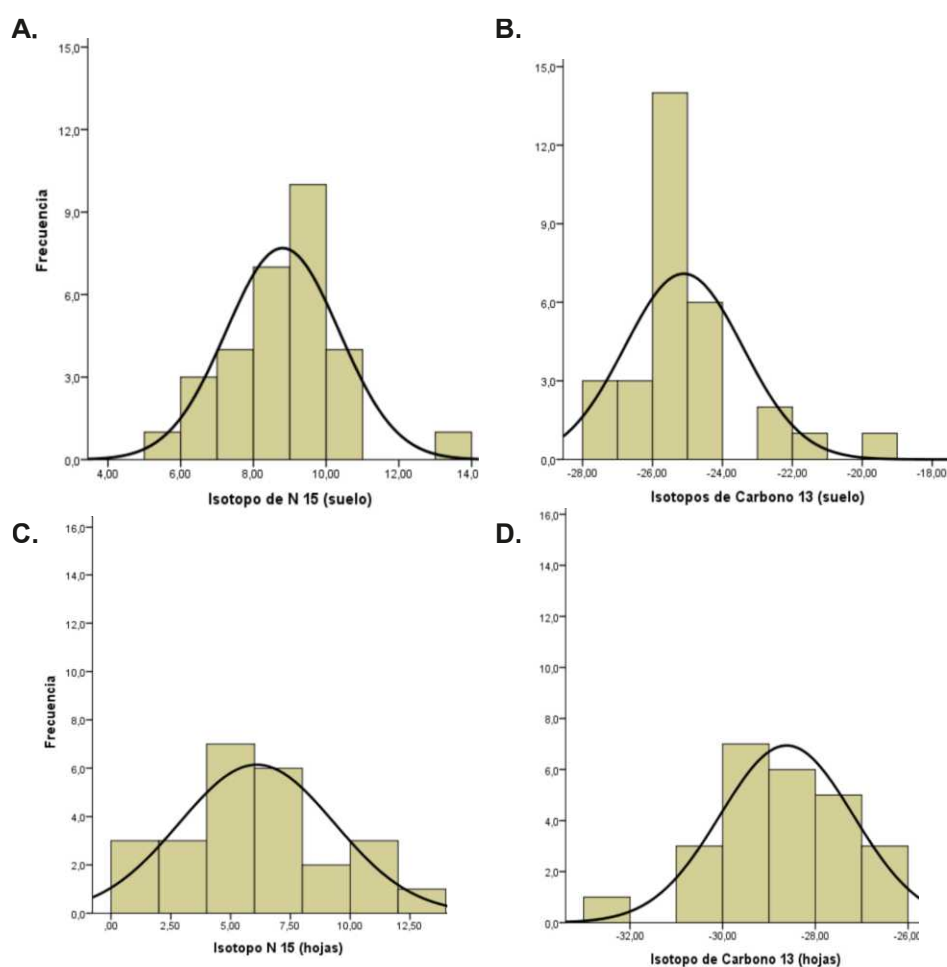 A.
15,0
12,0
9,0
6,0
3,0
0,0
Frecuencia
4,00 6,00 8,00 10,00 12,00 14,0
Isotopo de N 15 (suelo)
B.
15,0
12,0
9,0
6,0
3,0
0,0
-28,00 -26,00 -24,00 -22,00 -20,00 -18,00
Isotopos de Carbono 13 (suelo)
C.
16,0
14,0
12,0
10,0
8,0
6,0
4,0
2,0
0,0
Frecuencia
,00 2,50 5,00 7,50 10,00 12,50
Isotopo N 15 (hojas)
D.
16,0
14,0
12,0
10,0
8,0
6,0
4,0
2,0
0,0
-32,00 -30,00 -28,00 -26,00
Isotopo de Carbono 13 (hojas)